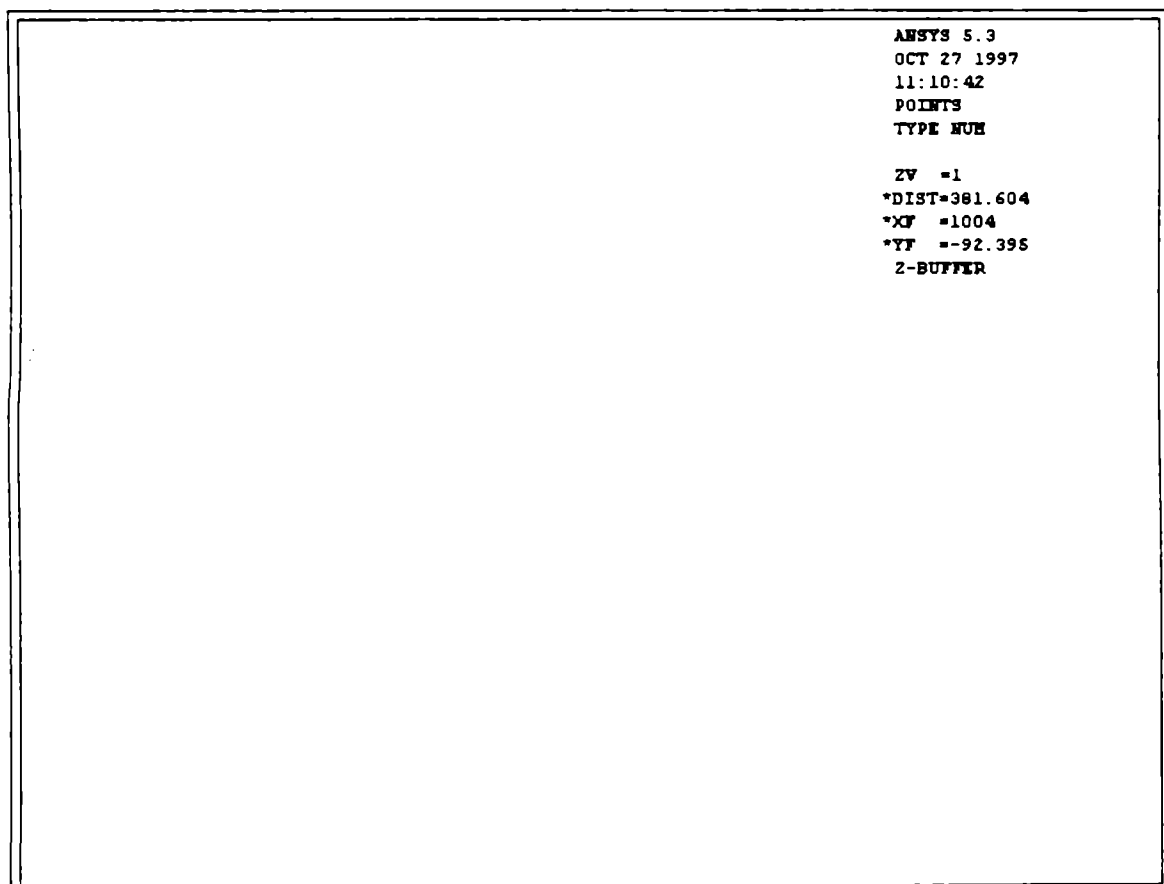 ANSYS 5.3
OCT 27 1997
11:10:42
POINTS
TYPE NUM
ZV =1
*DIST=381.604
*XF =1004
*YF =-92.395
Z-BUFFER